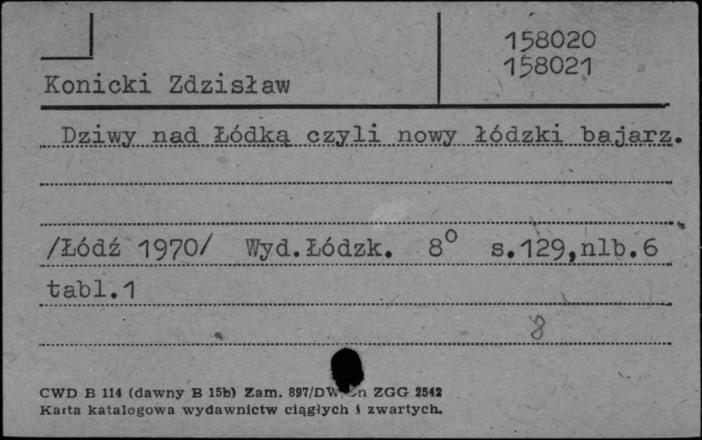 158020
158021
Konicki Zdzisław
Dziwy nad Łódką czyli nowy łódzki bajarz.
/Łódź 1970/ Wyd.Łódzk. 8° s.129,nlb.6
tabl.1
8
CWD B 114 (dawny B 15b) Zam. 897/DW ZGG 2542
Karta katalogowa wydawnictw ciągłych i zwartych.